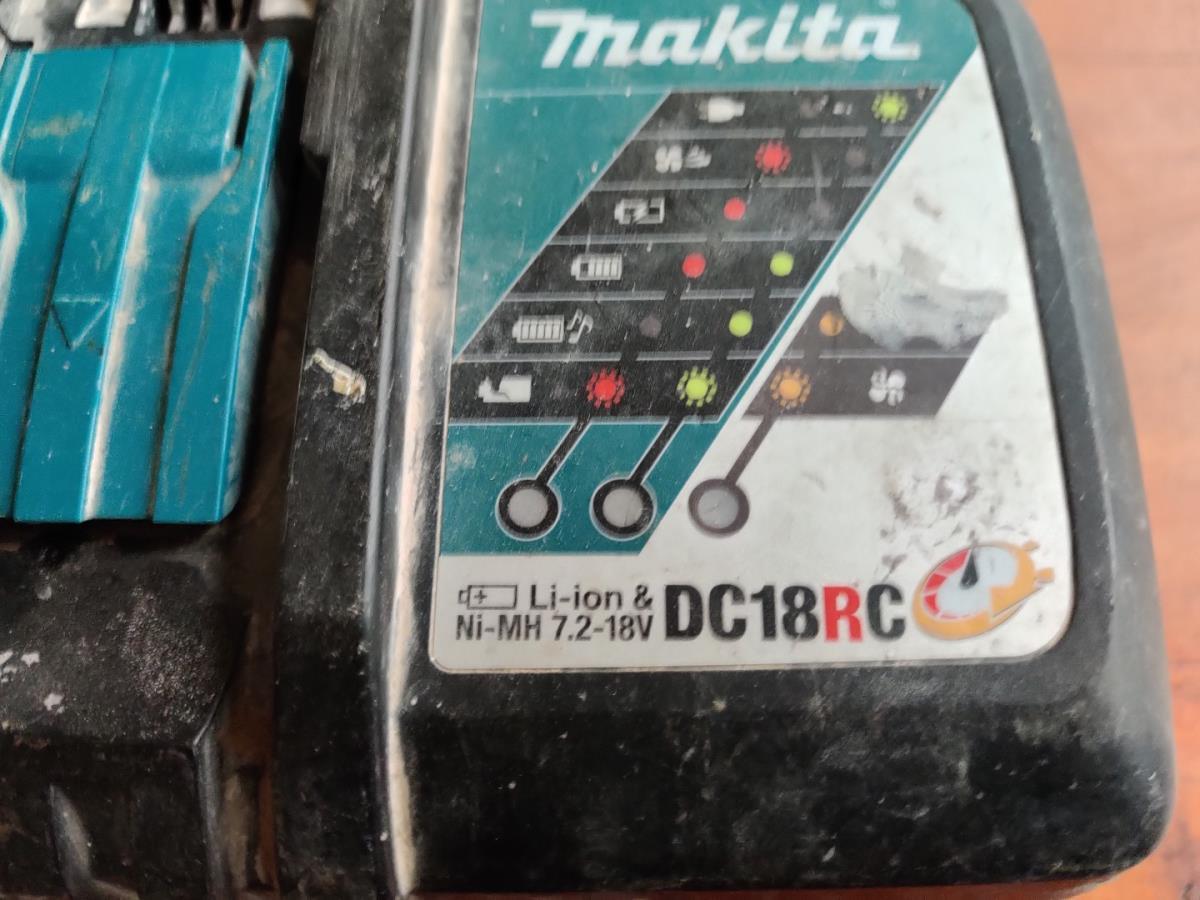 makita
Li-ion &
Ni-MH 7.2-18V DC18RC